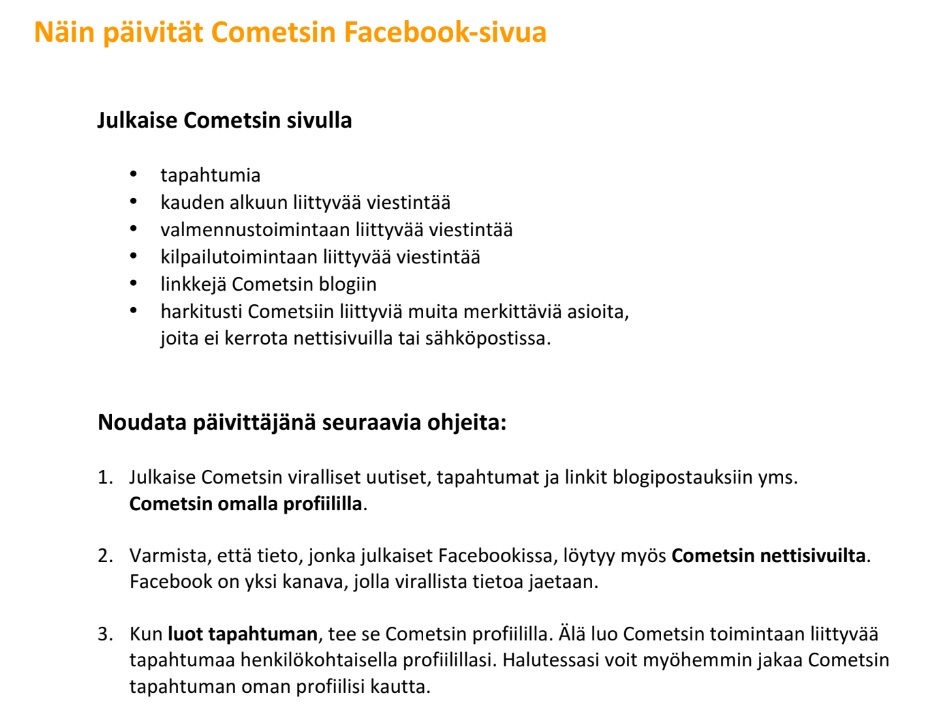 Näin päivität Cometsin Facebook-sivua
Julkaise Cometsin sivulla
• tapahtumia
• kauden alkuun liittyvää viestintää
• valmennustoimintaan liittyvää viestintää
• kilpailutoimintaan liittyvää viestintää
• linkkejä Cometsin blogiin
• harkitusti Cometsiin liittyviä muita merkittäviä asioita,
joita ei kerrota nettisivuilla tai sähköpostissa.
Noudata päivittäjänä seuraavia ohjeita:
1. Julkaise Cometsin viralliset uutiset, tapahtumat ja linkit blogipostauksiin yms.
Cometsin omalla profiililla.
2. Varmista, että tieto, jonka julkaiset Facebookissa, löytyy myös Cometsin nettisivuilta.
Facebook on yksi kanava, jolla virallista tietoa jaetaan.
3. Kun luot tapahtuman, tee se Cometsin profiililla. Älä luo Cometsin toimintaan liittyvää
tapahtumaa henkilökohtaisella profiilillasi. Halutessasi voit myöhemmin jakaa Cometsin
tapahtuman oman profiilisi kautta.